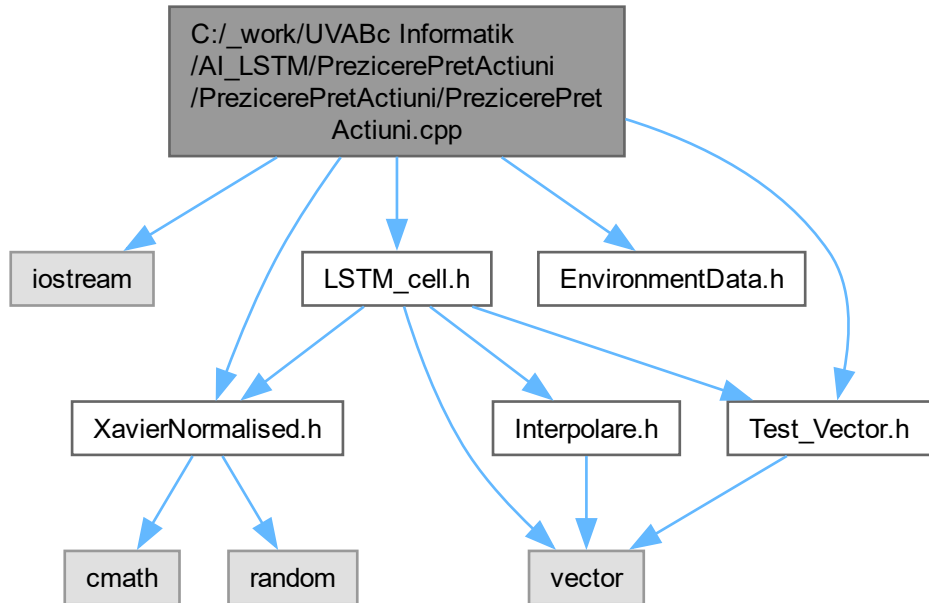 C:/_work/UVABc Informatik
/AI_LSTM/PrezicerePretActiuni
/PrezicerePretActiuni/PrezicerePret
Actiuni.cpp
iostream
LSTM_cell.h
EnvironmentData.h
XavierNormalised.h
Interpolare.h
Test_Vector.h
cmath
random
vector